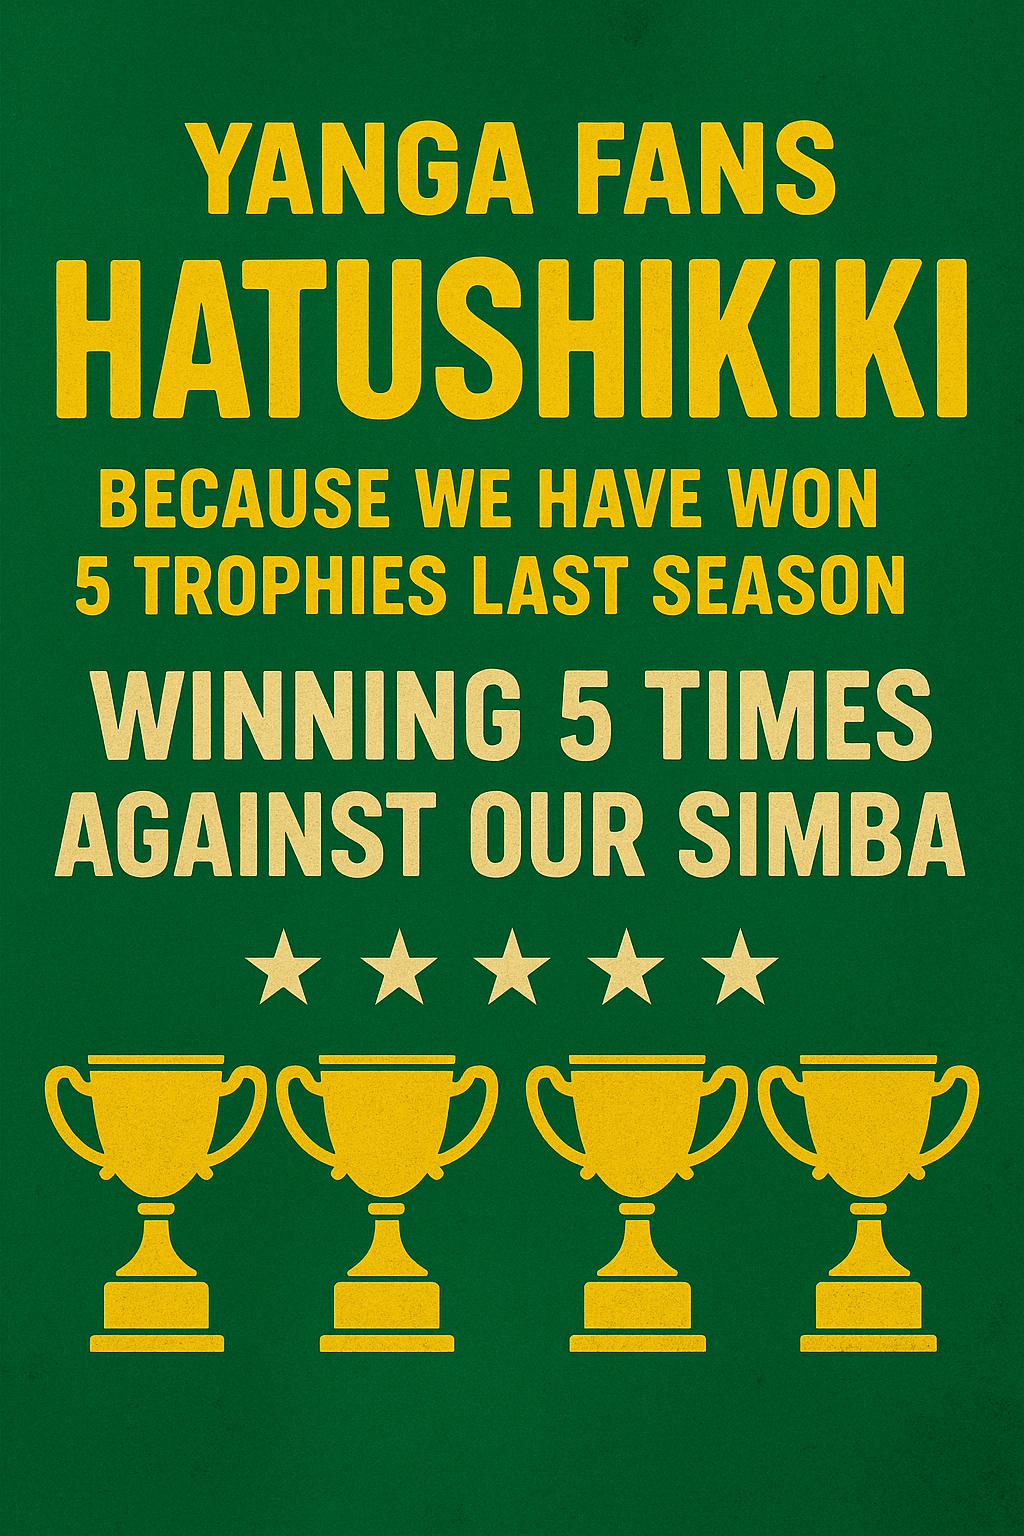 YANGA FANS
HATUSHIKIKI
BECAUSE WE HAVE WON
5 TROPHIES LAST SEASON
WINNING 5 TIMES
AGAINST OUR SIMBA